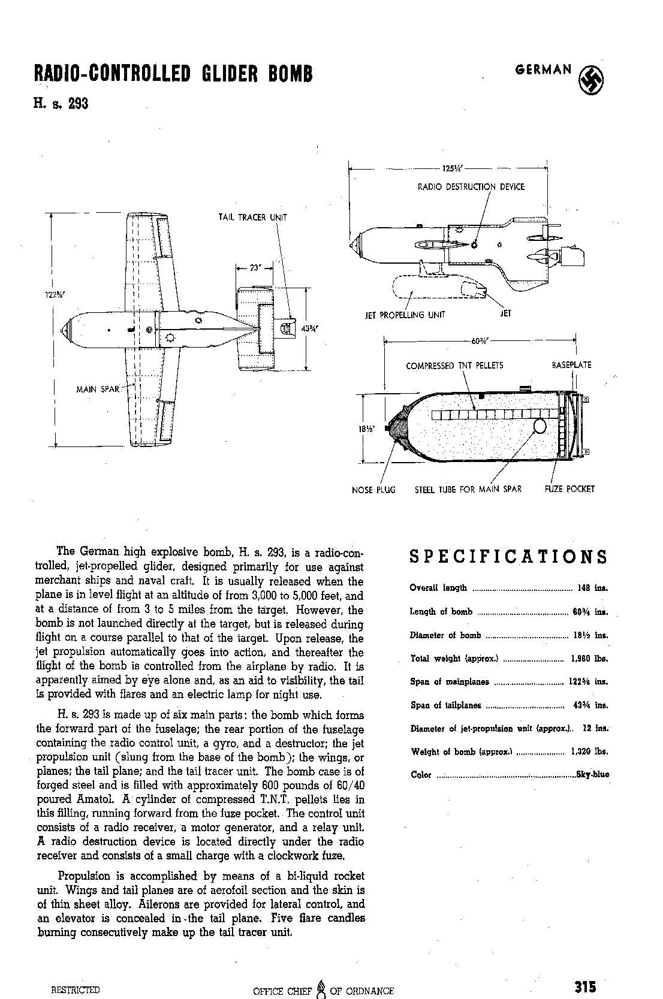 RADIO-CONTROLLED GLIDER BOMB
GERMAN
H. s. 293
125⅛"
RADIO DESTRUCTION DEVICE
TAIL TRACER UNIT
23"
122⅝"
43¾"
JET PROPELLING UNIT
JET
60¾"
COMPRESSED TNT PELLETS
BASEPLATE
MAIN SPAR
18½"
NOSE PLUG
STEEL TUBE FOR MAIN SPAR
FUZE POCKET
The German high explosive bomb, H. s. 293, is a radio-con-
trolled, jet-propelled glider, designed primarily for use against
merchant ships and naval craft. It is usually released when the
plane is in level flight at an altitude of from 3,000 to 5,000 feet, and
at a distance of from 3 to 5 miles from the target. However, the
bomb is not launched directly at the target, but is released during
flight on a course parallel to that of the target. Upon release, the
jet propulsion automatically goes into action, and thereafter the
flight of the bomb is controlled from the airplane by radio. It is
apparently aimed by eye alone and, as an aid to visibility, the tail
is provided with flares and an electric lamp for night use.
H. s. 293 is made up of six main parts: the bomb which forms
the forward part of the fuselage; the rear portion of the fuselage
containing the radio control unit, a gyro, and a destructor; the jet
propulsion unit (slung from the base of the bomb); the wings, or
planes; the tail plane; and the tail tracer unit. The bomb case is of
forged steel and is filled with approximately 600 pounds of 60/40
poured Amatol. A cylinder of compressed T.N.T. pellets lies in
this filling, running forward from the fuze pocket. The control unit
consists of a radio receiver, a motor generator, and a relay unit.
A radio destruction device is located directly under the radio
receiver and consists of a small charge with a clockwork fuze.
Propulsion is accomplished by means of a bi-liquid rocket
unit. Wings and tail planes are of aerofoil section and the skin is
of thin sheet alloy. Ailerons are provided for lateral control, and
an elevator is concealed in the tail plane. Five flare candles
burning consecutively make up the tail tracer unit.
SPECIFICATIONS
Overall length ........ 148 ins.
Length of bomb ........ 60¾ ins.
Diameter of bomb ........ 18½ ins.
Total weight (approx.) ........ 1,980 lbs.
Span of mainplanes ........ 122⅝ ins.
Span of tailplanes ........ 43¾ ins.
Diameter of jet-propulsion unit (approx.).. 12 ins.
Weight of bomb (approx.) ........ 1,320 lbs.
Color ........ Sky-blue
RESTRICTED
OFFICE CHIEF OF ORDNANCE
315